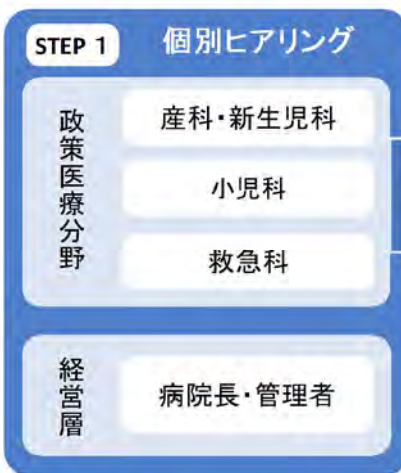 STEP 1
個別ヒアリング
政策医療分野
産科・新生児科
小児科
救急科
経営層
病院長・管理者